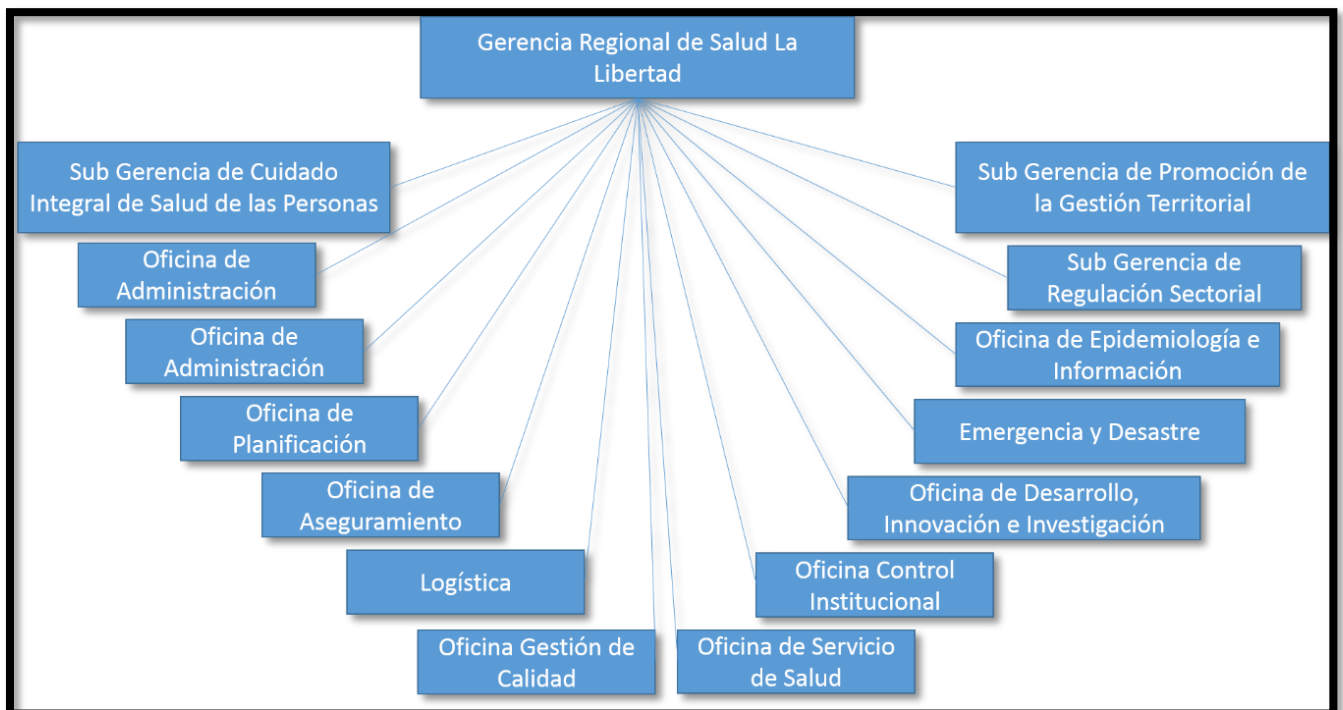 Gerencia Regional de Salud La
Libertad
Sub Gerencia de Cuidado
Integral de Salud de las Personas
Oficina de
Administración
Oficina de
Administración
Oficina de
Planificación
Oficina de
Aseguramiento
Logística
Oficina Gestión de
Calidad
Sub Gerencia de Promoción de
la Gestión Territorial
Sub Gerencia de
Regulación Sectorial
Oficina de Epidemiología e
Información
Emergencia y Desastre
Oficina de Desarrollo,
Innovación e Investigación
Oficina Control
Institucional
Oficina de Servicio
de Salud